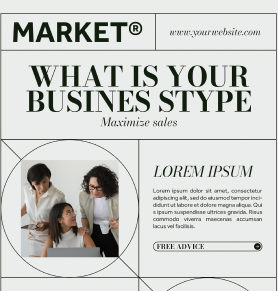 MARKET®
www.yourwebsite.com
WHAT IS YOUR
BUSINES STYPE
Maximize sales
LOREM IPSUM
Lorem ipsum dolor sit amet, consectetur
adipiscing elit, sed do eiusmod tempor inci-
didunt ut labore et dolore magna aliqua. Qui
s ipsum suspendisse ultrices gravida. Risus
commodo viverra maecenas accumsan
lacus vel facilisis.
FREE ADVICE